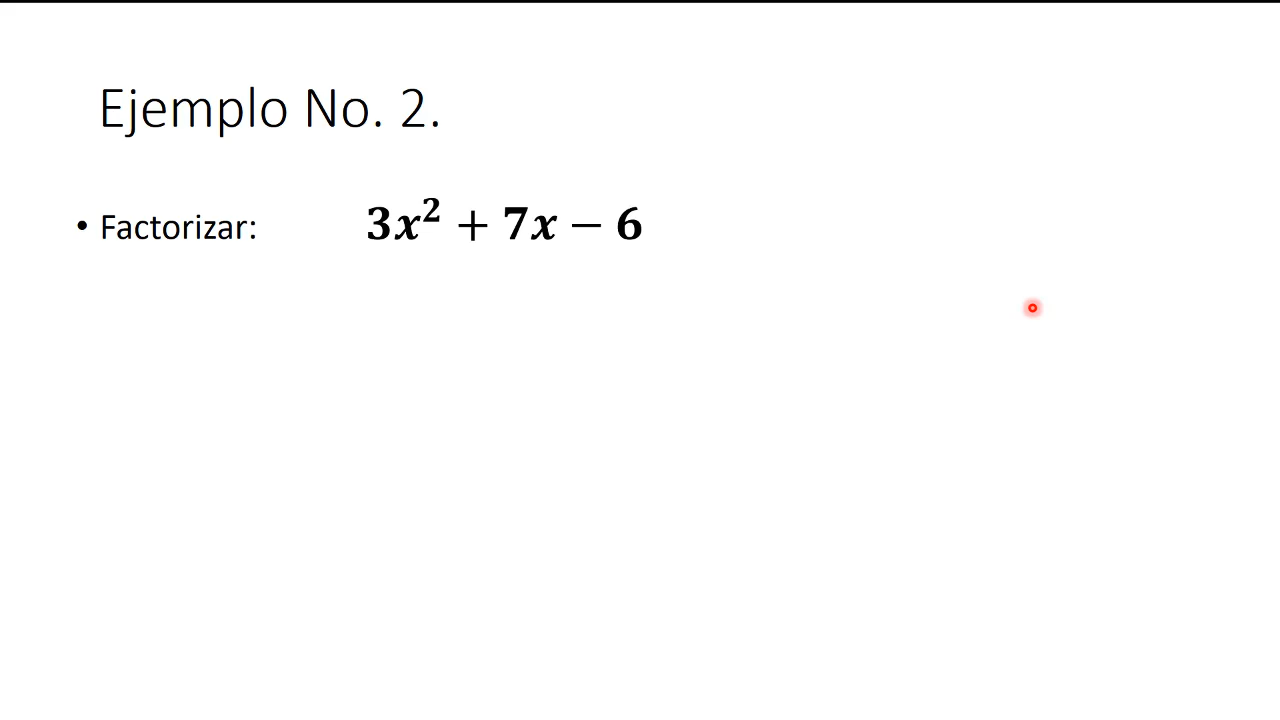 Ejemplo No. 2.
• Factorizar: 3x² + 7x − 6